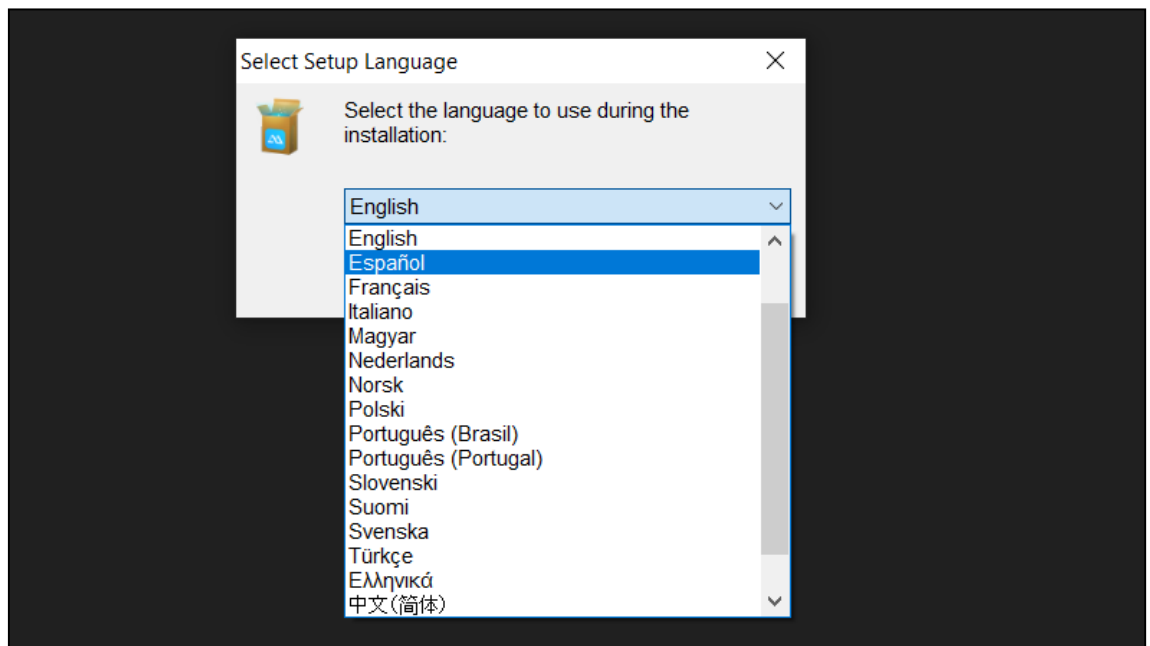 Select Setup Language
Select the language to use during the
installation:
English
English
Español
Français
Italiano
Magyar
Nederlands
Norsk
Polski
Português (Brasil)
Português (Portugal)
Slovenski
Suomi
Svenska
Türkçe
Ελληνικά
中文(简体)